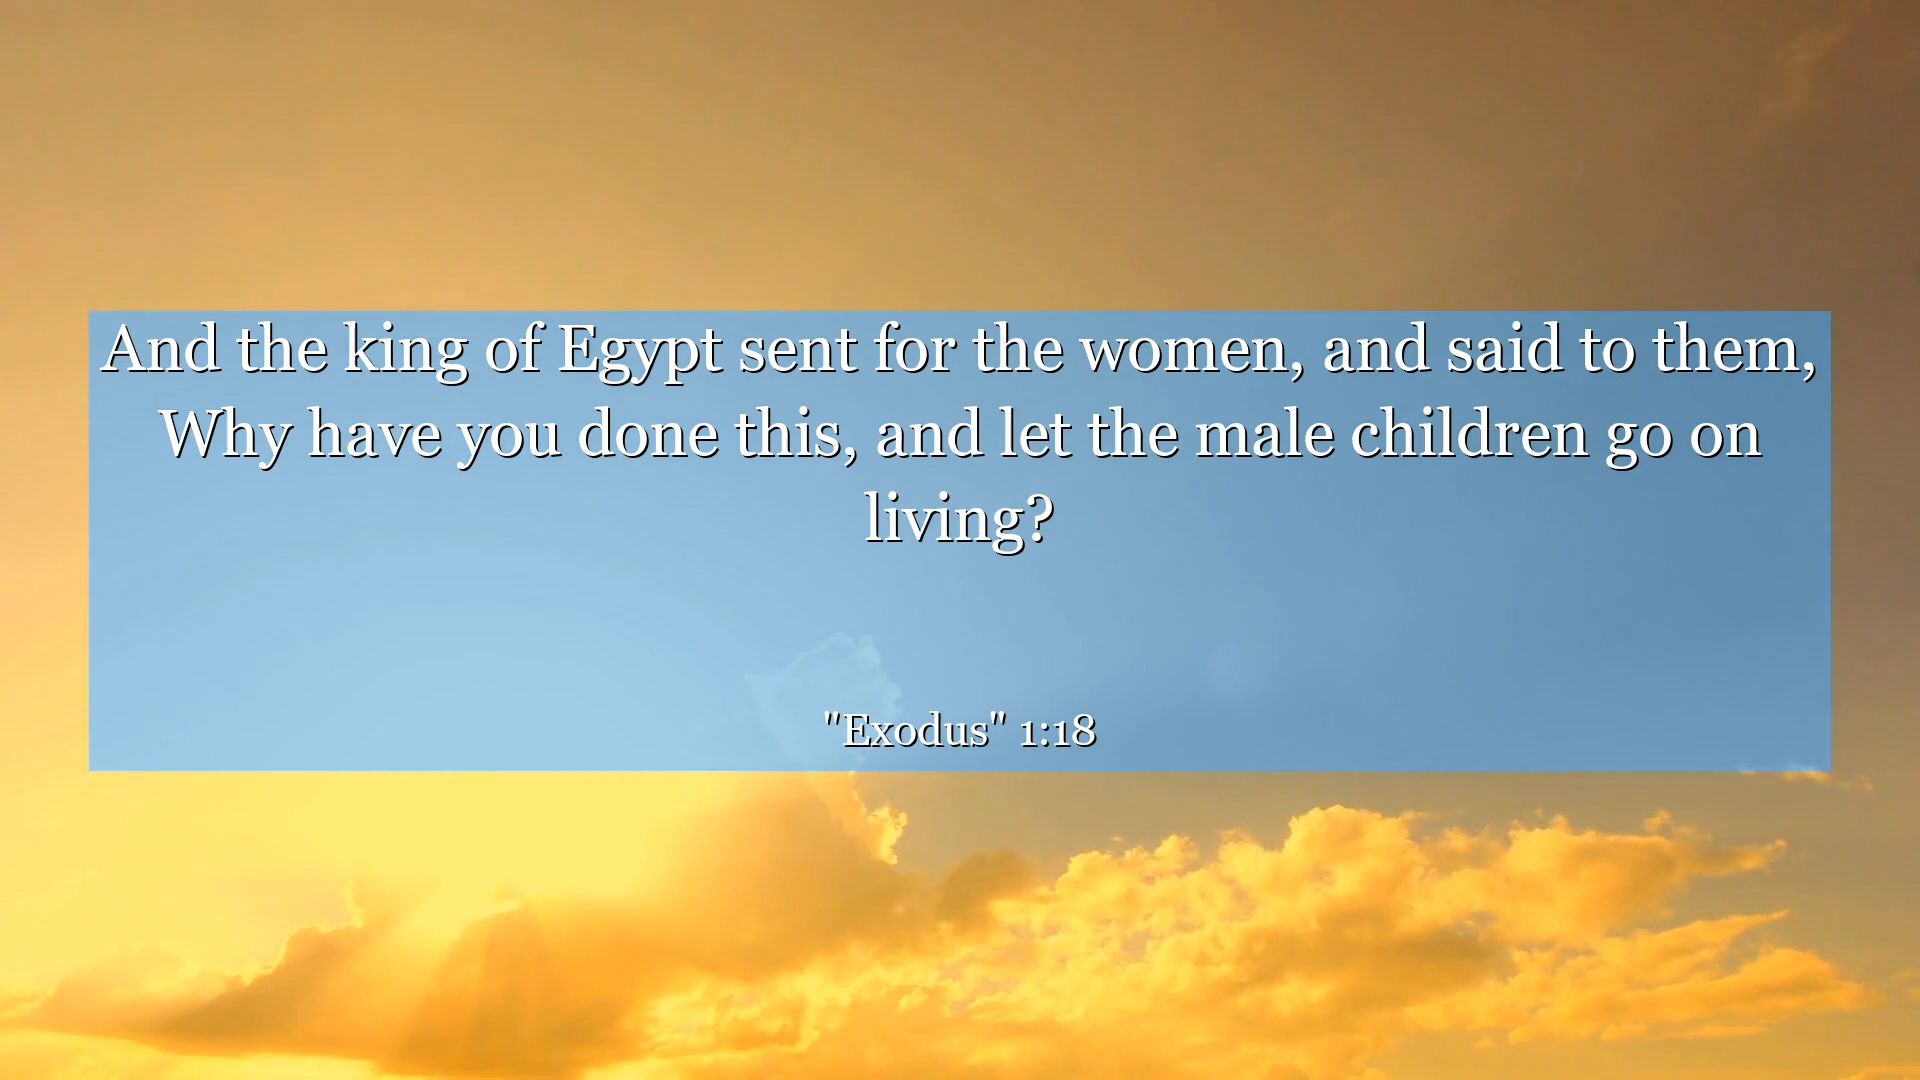 And the king of Egypt sent for the women, and said to them,
Why have you done this, and let the male children go on
living?
"Exodus" 1:18